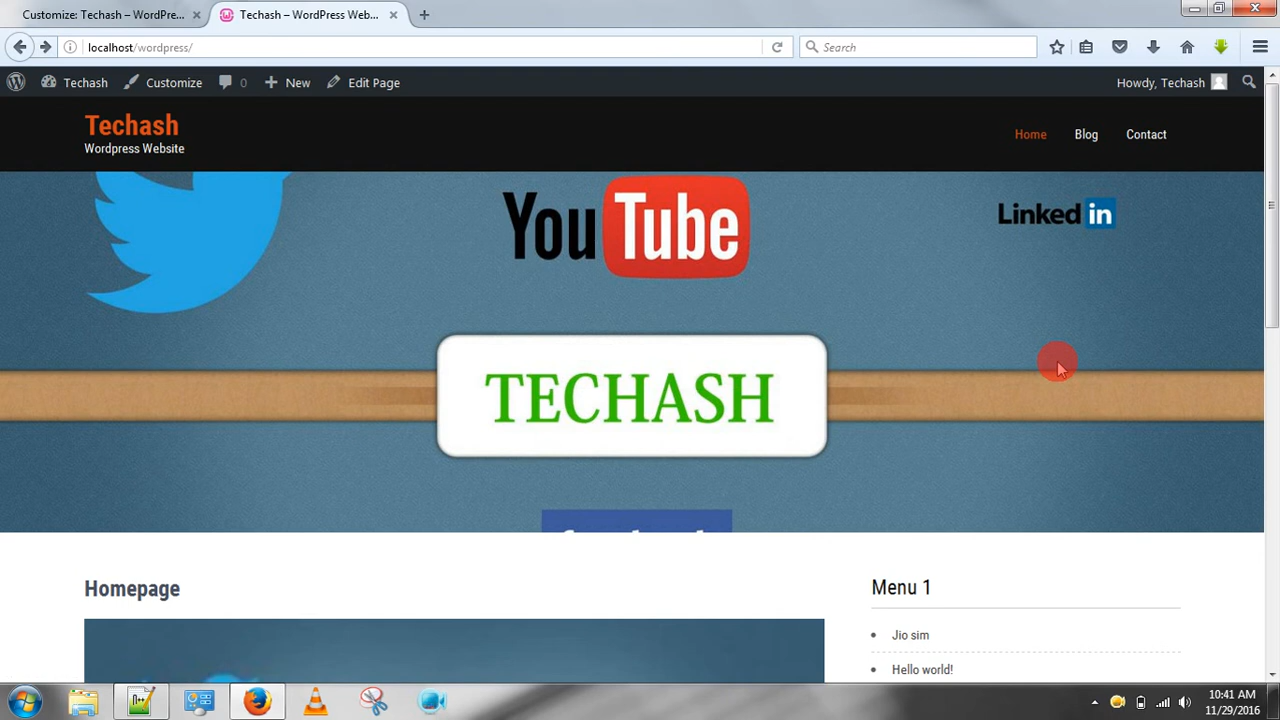 Customize: Techash – WordPre...
Techash – WordPress Web...
localhost/wordpress/
Search
Techash
Customize
0
New
Edit Page
Howdy, Techash
Techash
Wordpress Website
Home
Blog
Contact
YouTube
Linked in
TECHASH
Homepage
Menu 1
Jio sim
Hello world!
10:41 AM
11/29/2016